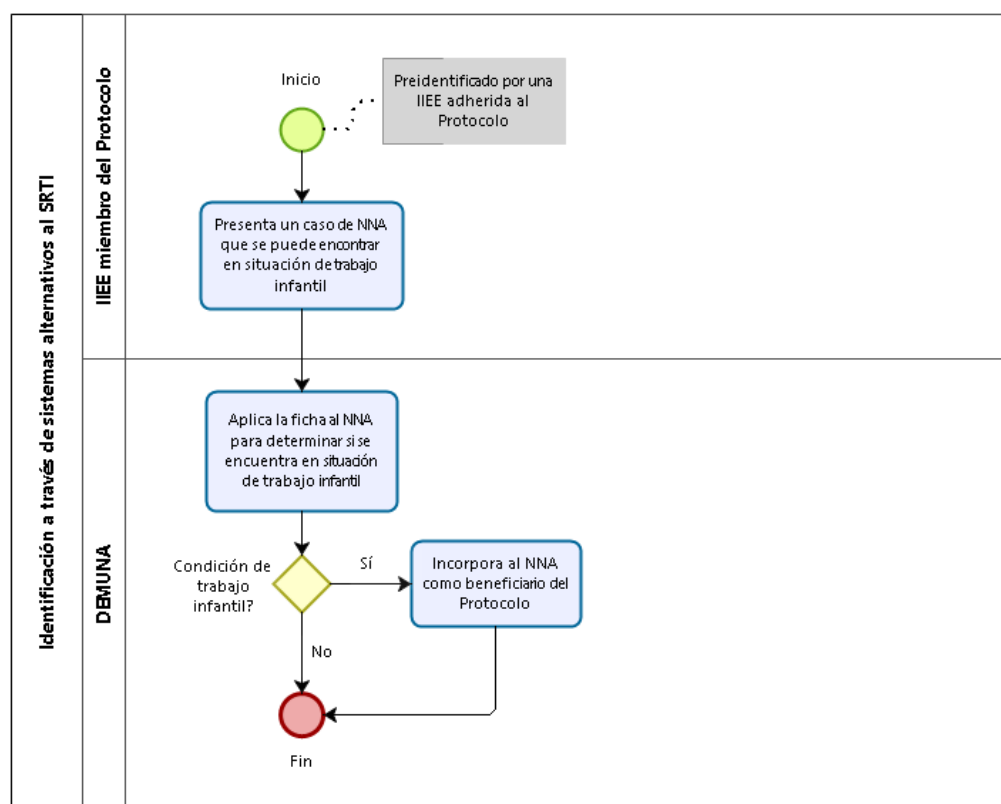 Identificación a través de sistemas alternativos al SRTI
IIEE miembro del Protocolo
Inicio
Preidentificado por una
IIEE adherida al
Protocolo
Presenta un caso de NNA
que se puede encontrar
en situación de trabajo
infantil
DEMUNA
Aplica la ficha al NNA
para determinar si se
encuentra en situación
de trabajo infantil
Condición de
trabajo
infantil?
Sí
Incorpora al NNA
como beneficiario del
Protocolo
No
Fin